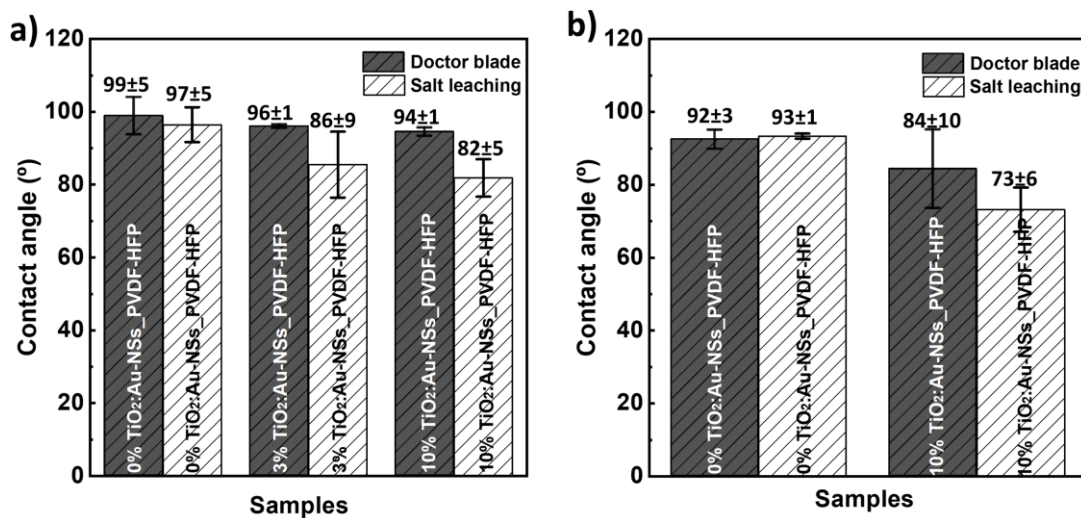 a)
120
100
80
60
40
20
0
Contact angle (º)
Doctor blade
Salt leaching
99±5
97±5
96±1
86±9
94±1
82±5
0% TiO2:Au-NSs_PVDF-HFP
0% TiO2:Au-NSs_PVDF-HFP
3% TiO2:Au-NSs_PVDF-HFP
3% TiO2:Au-NSs_PVDF-HFP
10% TiO2:Au-NSs_PVDF-HFP
10% TiO2:Au-NSs_PVDF-HFP
Samples
b)
120
100
80
60
40
20
0
Contact angle (º)
Doctor blade
Salt leaching
92±3
93±1
84±10
73±6
0% TiO2:Au-NSs_PVDF-HFP
0% TiO2:Au-NSs_PVDF-HFP
10% TiO2:Au-NSs_PVDF-HFP
10% TiO2:Au-NSs_PVDF-HFP
Samples